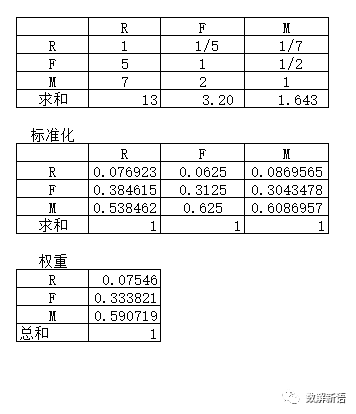 R F M
R 1 1/5 1/7
F 5 1 1/2
M 7 2 1
求和 13 3.20 1.643
标准化
R F M
R 0.076923 0.0625 0.0869565
F 0.384615 0.3125 0.3043478
M 0.538462 0.625 0.6086957
求和 1 1 1
权重
R 0.07546
F 0.333821
M 0.590719
总和 1
数解新语